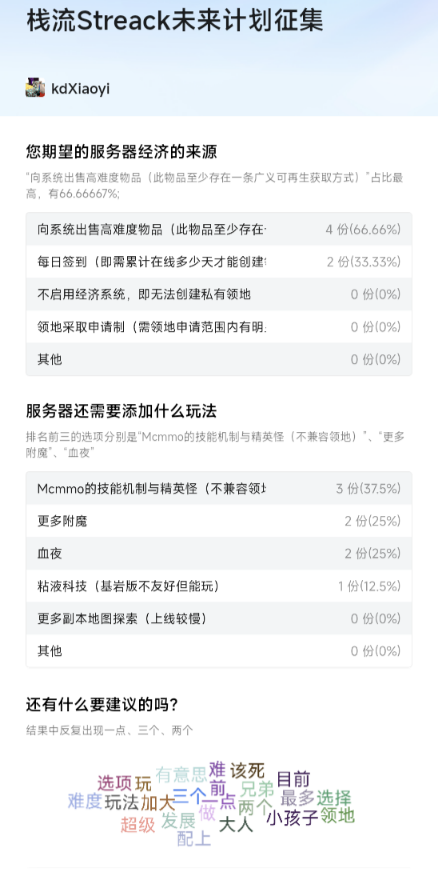 栈流Streack未来计划征集
kdXiaoyi
您期望的服务器经济的来源
“向系统出售高难度物品（此物品至少存在一条广义可再生获取方式）”占比最
高，有66.66667%;
向系统出售高难度物品（此物品至少存在 4 份(66.66%)
每日签到（即需累计在线多少天才能创建 2 份(33.33%)
不启用经济系统，即无法创建私有领地 0 份(0%)
领地采取申请制（需领地申请范围内有明 0 份(0%)
其他 0 份(0%)
服务器还需要添加什么玩法
排名前三的选项分别是“Mcmmo的技能机制与精英怪（不兼容领地）”、“更多
附魔”、“血夜”
Mcmmo的技能机制与精英怪（不兼容领 3 份(37.5%)
更多附魔 2 份(25%)
血夜 2 份(25%)
粘液科技（基岩版不友好但能玩） 1 份(12.5%)
更多副本地图探索（上线较慢） 0 份(0%)
其他 0 份(0%)
还有什么要建议的吗？
结果中反复出现一点、三个、两个
有意思 难 该死
选项 玩 前 兄弟 目前
难度 玩法 加大 三个 一点 两个 最多 选择
超级 发展 做 大人 小孩子 领地
配上